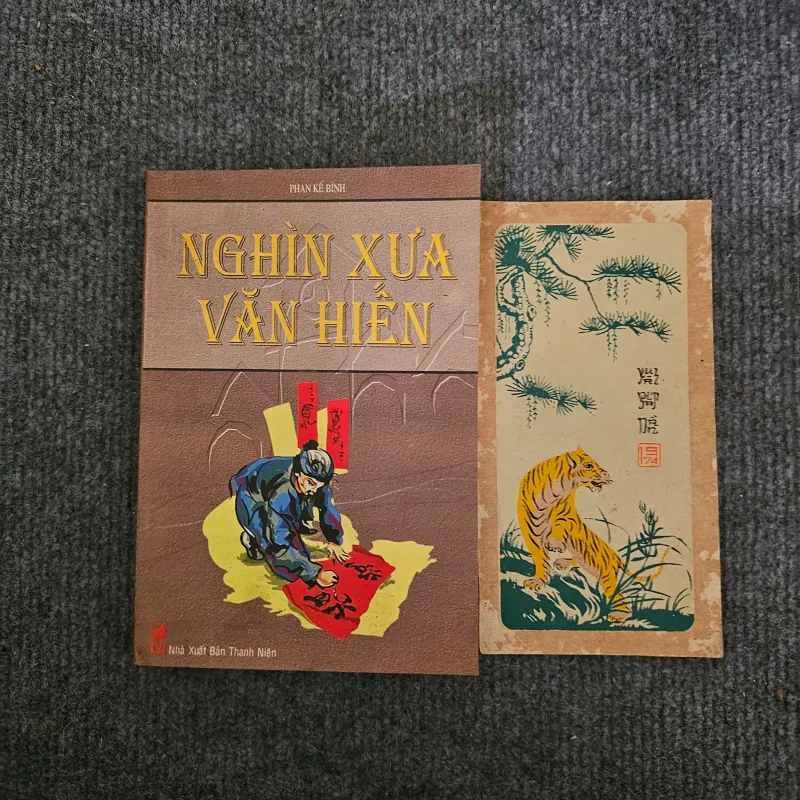 PHAN KẾ BÍNH
NGHÌN XƯA
VĂN HIẾN
Nhà Xuất Bản Thanh Niên